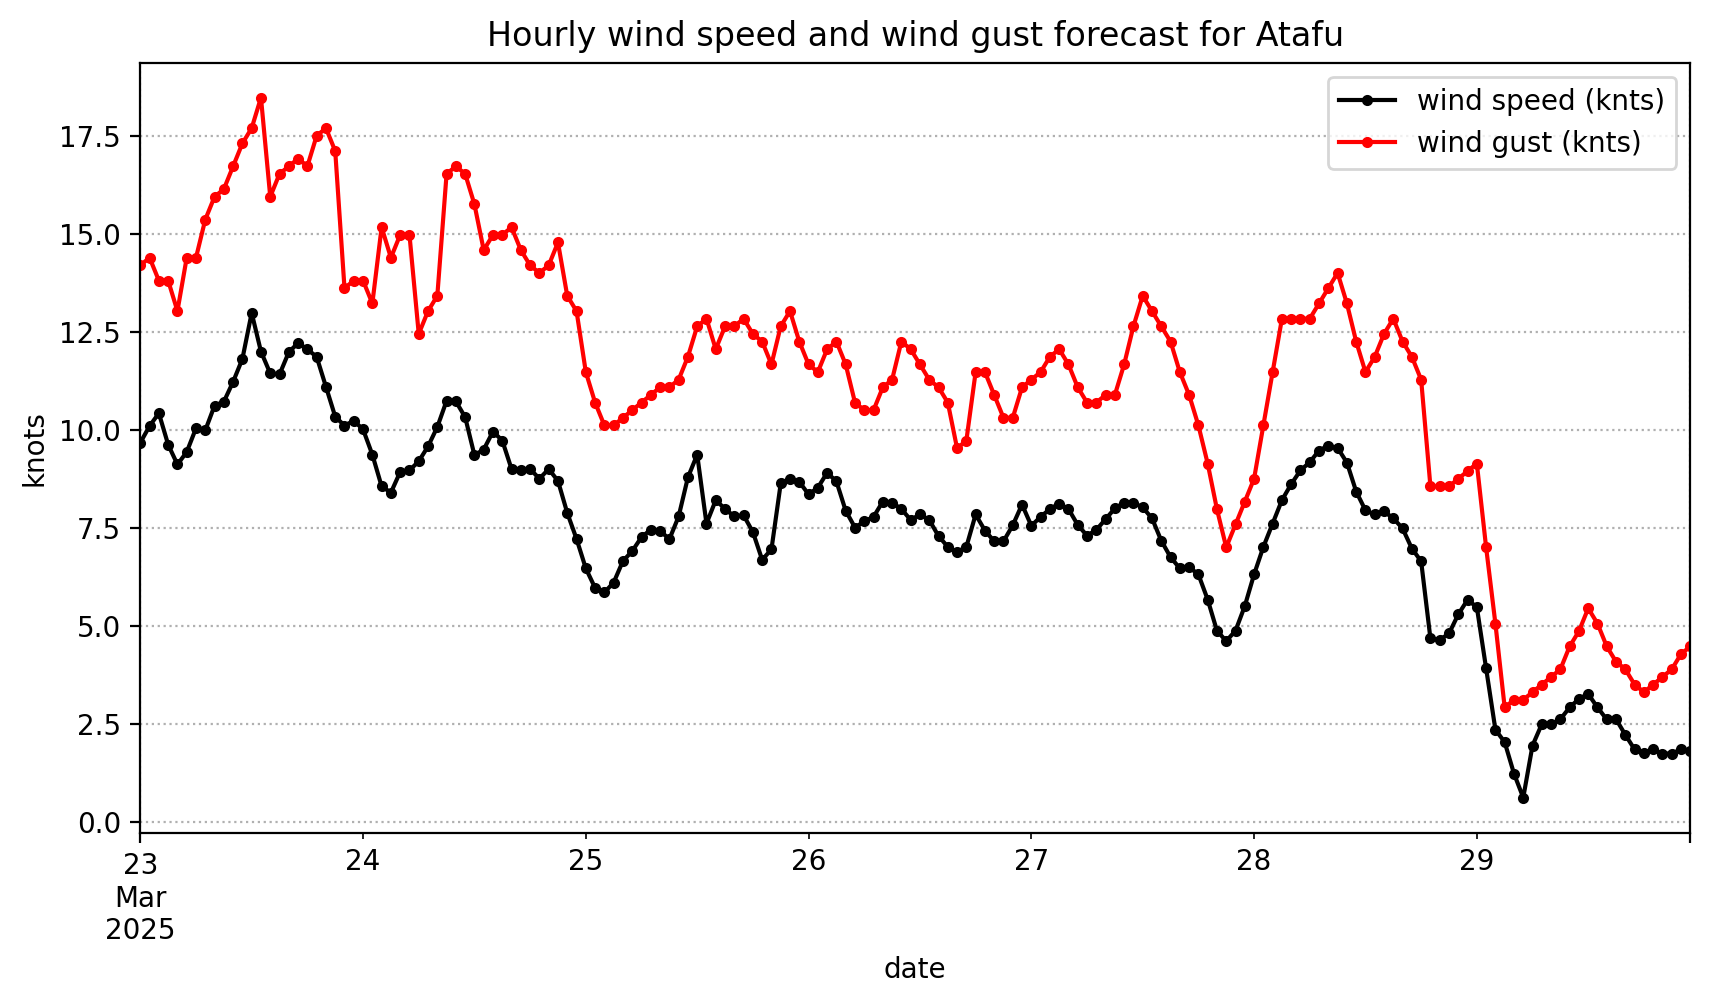 Hourly wind speed and wind gust forecast for Atafu
wind speed (knts)
wind gust (knts)
17.5
15.0
12.5
10.0
7.5
5.0
2.5
0.0
knots
23
Mar
2025
24
25
26
27
28
29
date